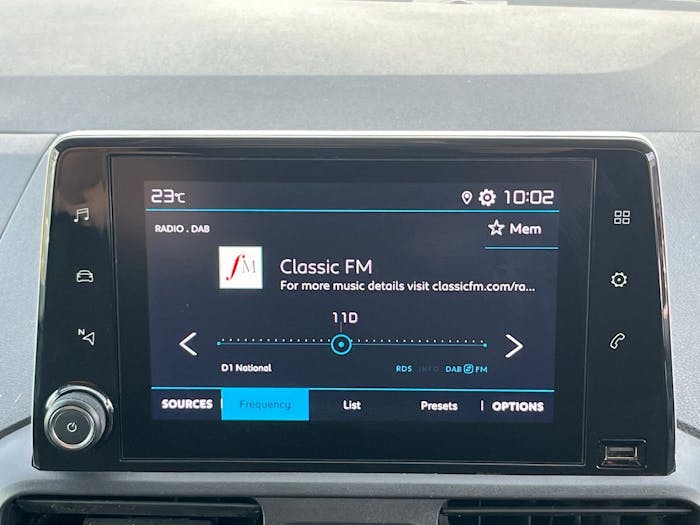 23°C 10:02
RADIO . DAB Mem
fM Classic FM
For more music details visit classicfm.com/ra...
11D
D1 National RDS INFO DAB FM
SOURCES Frequency List Presets OPTIONS
N